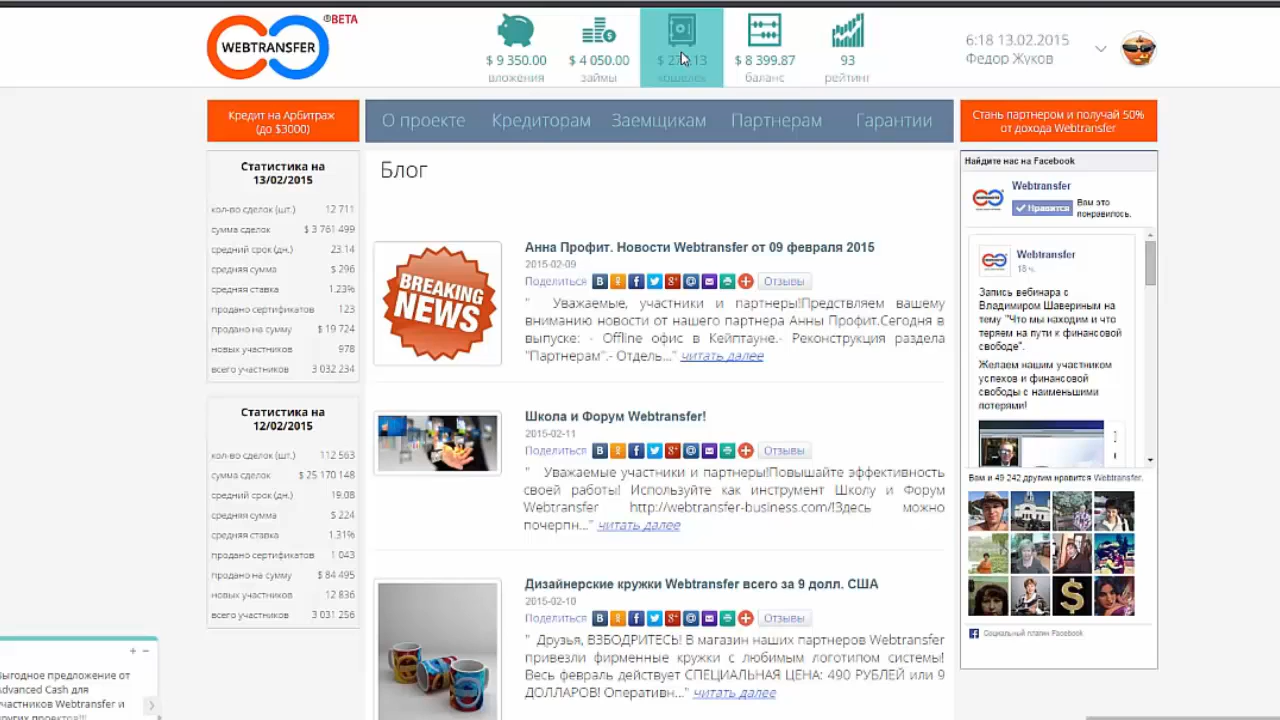 WEBTRANSFER
®BETA
$ 9 350.00
вложения
$ 4 050.00
займы
кошелек
$ 8 399.87
баланс
93
рейтинг
6:18 13.02.2015
Федор Жуков
Кредит на Арбитраж
(до $3000)
О проекте Кредиторам Заемщикам Партнерам Гарантии
Стань партнером и получай 50%
от дохода Webtransfer
Статистика на
13/02/2015
кол-во сделок (шт.) 12 711
сумма сделок $ 3 761 499
средний срок (дн.) 23.14
средняя сумма $ 296
средняя ставка 1.23%
продано сертификатов 123
продано на сумму $ 19 724
новых участников 978
всего участников 3 032 234
Статистика на
12/02/2015
кол-во сделок (шт.) 112 563
сумма сделок $ 25 170 148
средний срок (дн.) 19.08
средняя сумма $ 224
средняя ставка 1.31%
продано сертификатов 1 043
продано на сумму $ 84 495
новых участников 12 836
всего участников 3 031 256
Выгодное предложение от
Advanced Cash для
участников Webtransfer и
других проектов!!!
Блог
BREAKING
NEWS
Анна Профит. Новости Webtransfer от 09 февраля 2015
2015-02-09
Поделиться Отзывы
" Уважаемые, участники и партнеры!Предствляем вашему
вниманию новости от нашего партнера Анны Профит.Сегодня в
выпуске: - Offline офис в Кейптауне.- Реконструкция раздела
"Партнерам".- Отдель..." читать далее
Школа и Форум Webtransfer!
2015-02-11
Поделиться Отзывы
" Уважаемые участники и партнеры!Повышайте эффективность
своей работы! Используйте как инструмент Школу и Форум
Webtransfer http://webtransfer-business.com/!Здесь можно
почерпн..." читать далее
Дизайнерские кружки Webtransfer всего за 9 долл. США
2015-02-10
Поделиться Отзывы
" Друзья, ВЗБОДРИТЕСЬ! В магазин наших партнеров Webtransfer
привезли фирменные кружки с любимым логотипом системы!
Весь февраль действует СПЕЦИАЛЬНАЯ ЦЕНА: 490 РУБЛЕЙ или 9
ДОЛЛАРОВ! Оперативн..." читать далее
Найдите нас на Facebook
Webtransfer
Нравится
Вам это
понравилось.
Webtransfer
Запись вебинара с
Владимиром Шавериным на
тему "Что мы находим и что
теряем на пути к финансовой
свободе".
Желаем нашим участникам
успехов и финансовой
свободы с наименьшими
потерями!
Вам и 49 242 другим нравится Webtransfer.
Социальный плагин Facebook